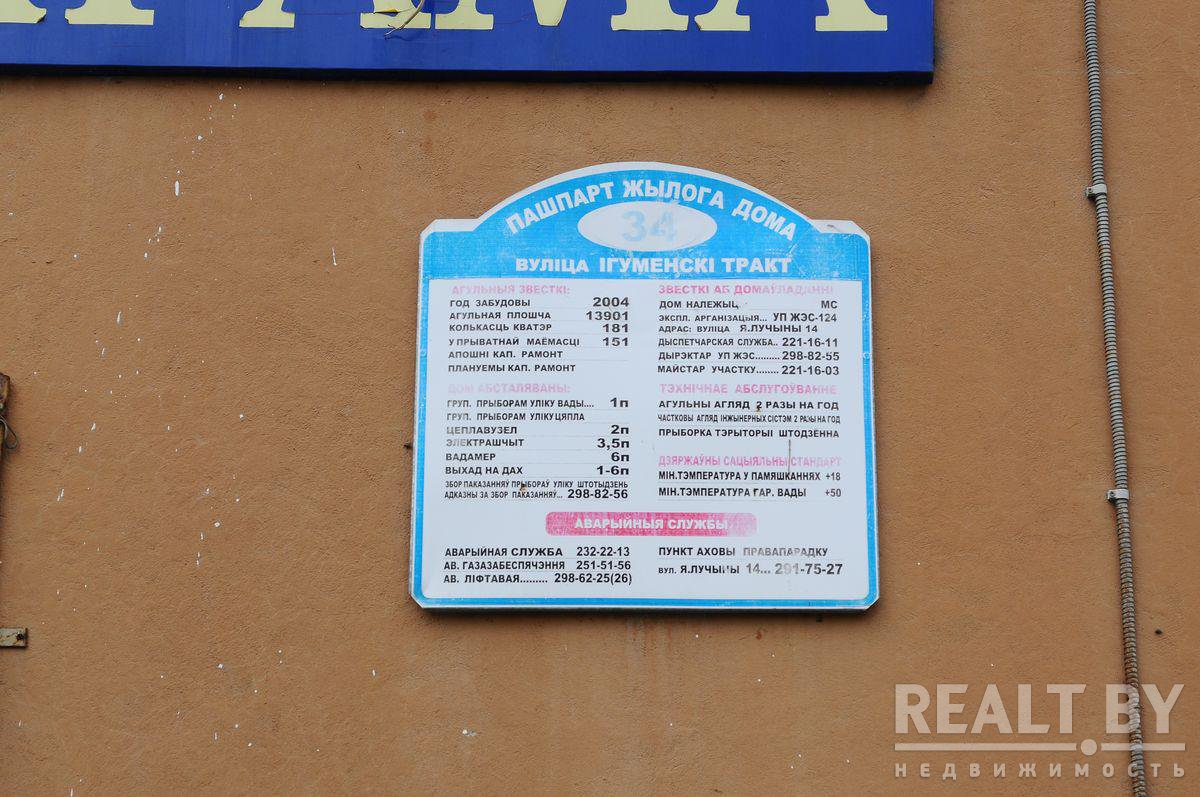 ПАШПАРТ ЖЫЛОГА ДОМА
34
ВУЛІЦА ІГУМЕНСКІ ТРАКТ
АГУЛЬНЫЯ ЗВЕСТКІ:
ГОД ЗАБУДОВЫ 2004
АГУЛЬНАЯ ПЛОШЧА 13901
КОЛЬКАСЦЬ КВАТЭР 181
У ПРЫВАТНАЙ МАЁМАСЦІ 151
АПОШНІ КАП. РАМОНТ
ПЛАНУЕМЫ КАП. РАМОНТ
ДОМ АБСТАЛЯВАНЫ:
ГРУП. ПРЫБОРАМ УЛІКУ ВАДЫ.... 1п
ГРУП. ПРЫБОРАМ УЛІКУ ЦЯПЛА
ЦЕПЛАВУЗЕЛ 2п
ЭЛЕКТРАШЧЫТ 3,5п
ВАДАМЕР 6п
ВЫХАД НА ДАХ 1-6п
ЗБОР ПАКАЗАННЯЎ ПРЫБОРАЎ УЛІКУ ШТОТЫДЗЕНЬ
АДКАЗНЫ ЗА ЗБОР ПАКАЗАННЯЎ... 298-82-56
ЗВЕСТКІ АБ ДОМАЎЛАДАННІ
ДОМ НАЛЕЖЫЦ МС
ЭКСПЛ. АРГАНІЗАЦЫЯ... УП ЖЭС-124
АДРАС: ВУЛІЦА Я.ЛУЧЫНЫ 14
ДЫСПЕТЧАРСКАЯ СЛУЖБА.. 221-16-11
ДЫРЭКТАР УП ЖЭС......... 298-82-55
МАЙСТАР УЧАСТКУ........ 221-16-03
ТЭХНІЧНАЕ АБСЛУГОЎВАННЕ
АГУЛЬНЫ АГЛЯД 2 РАЗЫ НА ГОД
ЧАСТКОВЫ АГЛЯД ІНЖЫНЕРНЫХ СІСТЭМ 2 РАЗЫ НА ГОД
ПРЫБОРКА ТЭРЫТОРЫІ ШТОДЗЁННА
ДЗЯРЖАЎНЫ САЦЫЯЛЬНЫ СТАНДАРТ
МІН.ТЭМПЕРАТУРА У ПАМЯШКАННЯХ +18
МІН.ТЭМПЕРАТУРА ГАР. ВАДЫ +50
АВАРЫЙНЫЯ СЛУЖБЫ
АВАРЫЙНАЯ СЛУЖБА 232-22-13
АВ. ГАЗАЗАБЕСПЯЧЭННЯ 251-51-56
АВ. ЛІФТАВАЯ......... 298-62-25(26)
ПУНКТ АХОВЫ ПРАВАПАРАДКУ
ВУЛ. Я.ЛУЧЫНЫ 14... 291-75-27
REALT.BY
НЕДВИЖИМОСТЬ